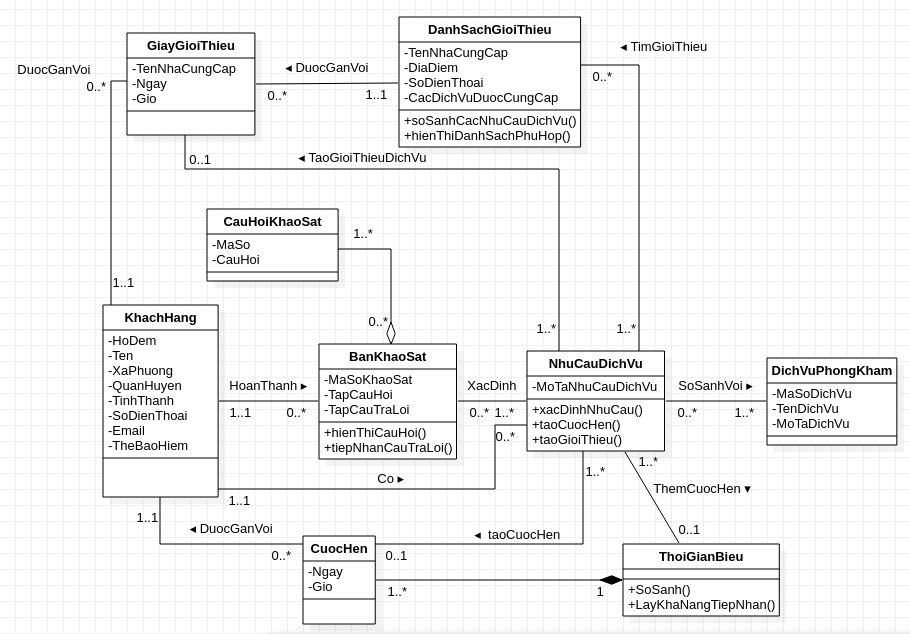 GiayGioiThieu
-TenNhaCungCap
-Ngay
-Gio
DuocGanVoi
0..*
◄ DuocGanVoi
0..*
1..1
DanhSachGioiThieu
-TenNhaCungCap
-DiaDiem
-SoDienThoai
-CacDichVuDuocCungCap
+soSanhCacNhuCauDichVu()
+hienThiDanhSachPhuHop()
◄ TimGioiThieu
0..*
0..1
◄ TaoGioiThieuDichVu
CauHoiKhaoSat
-MaSo
-CauHoi
1..*
0..*
1..1
1..*
1..*
KhachHang
-HoDem
-Ten
-XaPhuong
-QuanHuyen
-TinhThanh
-SoDienThoai
-Email
-TheBaoHiem
HoanThanh ►
1..1
0..*
BanKhaoSat
-MaSoKhaoSat
-TapCauHoi
-TapCauTraLoi
+hienThiCauHoi()
+tiepNhanCauTraLoi()
XacDinh
0..*
1..*
NhuCauDichVu
-MoTaNhuCauDichVu
+xacDinhNhuCau()
+taoCuocHen()
+taoGioiThieu()
SoSanhVoi ►
0..*
1..*
DichVuPhongKham
-MaSoDichVu
-TenDichVu
-MoTaDichVu
0..*
Co ►
1..1
1..*
1..*
ThemCuocHen ▼
0..1
1..1
◄ DuocGanVoi
0..*
◄ taoCuocHen
0..1
CuocHen
-Ngay
-Gio
1..*
1
ThoiGianBieu
+SoSanh()
+LayKhaNangTiepNhan()